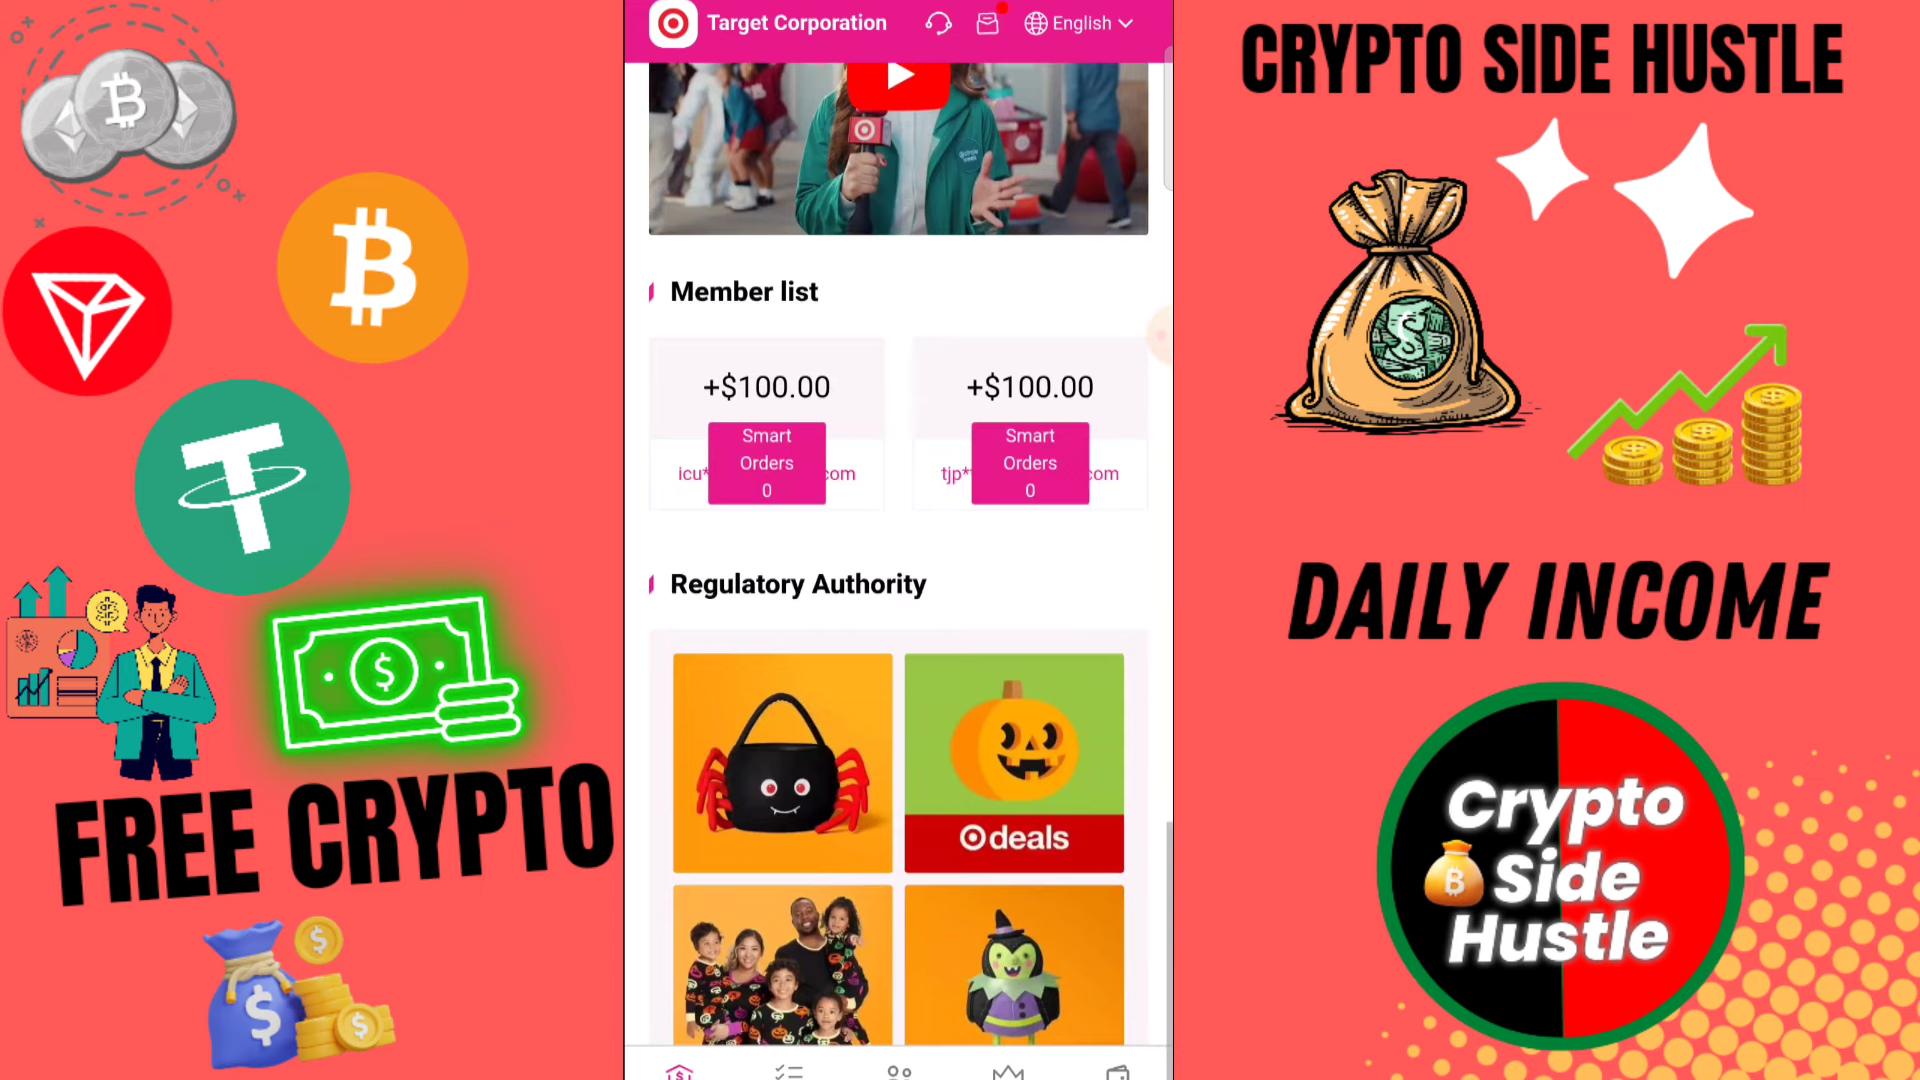 FREE CRYPTO
Target Corporation
English
Member list
+$100.00
Smart
Orders
0
icu*
com
+$100.00
Smart
Orders
0
tjp*
com
Regulatory Authority
deals
CRYPTO SIDE HUSTLE
DAILY INCOME
Crypto
Side
Hustle